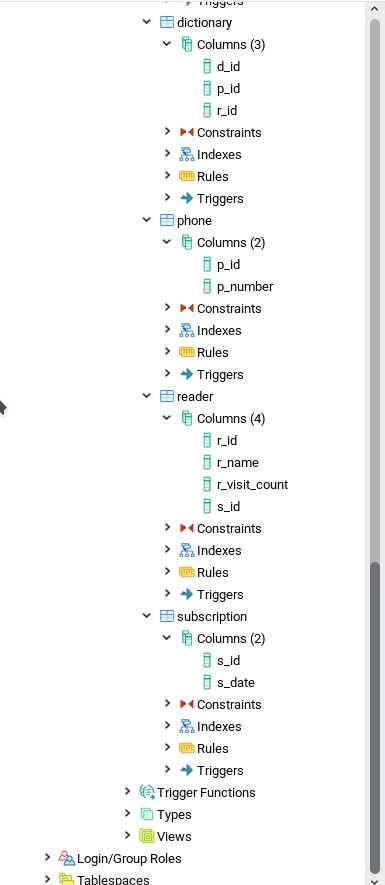 Triggers
dictionary
Columns (3)
d_id
p_id
r_id
Constraints
Indexes
Rules
Triggers
phone
Columns (2)
p_id
p_number
Constraints
Indexes
Rules
Triggers
reader
Columns (4)
r_id
r_name
r_visit_count
s_id
Constraints
Indexes
Rules
Triggers
subscription
Columns (2)
s_id
s_date
Constraints
Indexes
Rules
Triggers
Trigger Functions
Types
Views
Login/Group Roles
Tablespaces